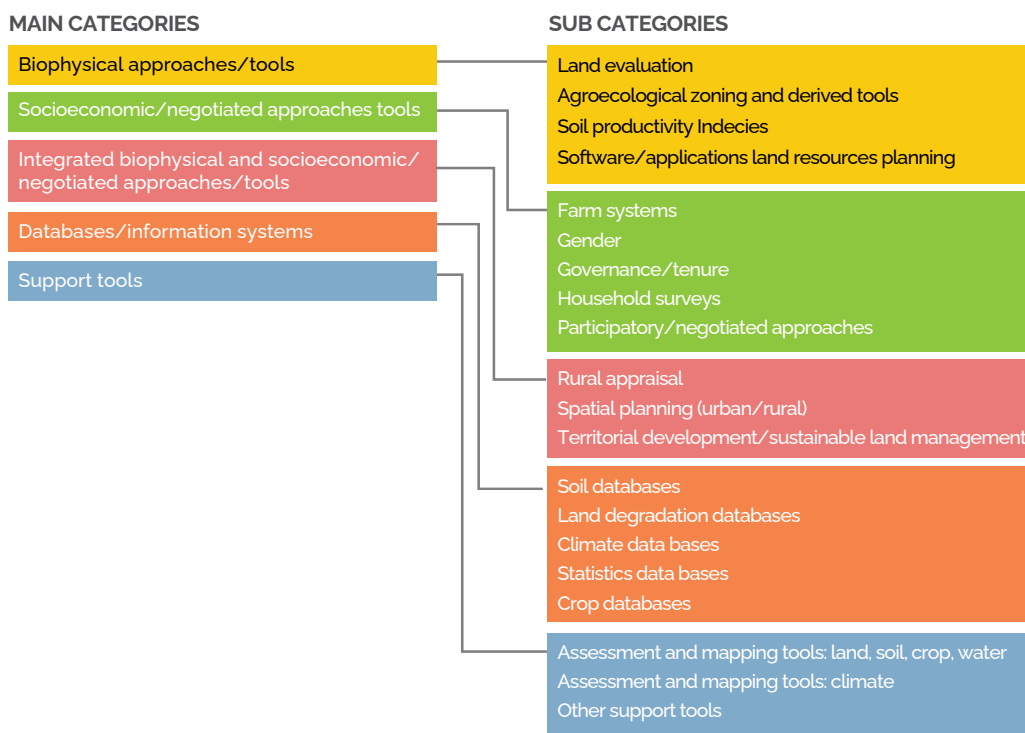 MAIN CATEGORIES
Biophysical approaches/tools
Socioeconomic/negotiated approaches tools
Integrated biophysical and socioeconomic/
negotiated approaches/tools
Databases/information systems
Support tools
SUB CATEGORIES
Land evaluation
Agroecological zoning and derived tools
Soil productivity Indecies
Software/applications land resources planning
Farm systems
Gender
Governance/tenure
Household surveys
Participatory/negotiated approaches
Rural appraisal
Spatial planning (urban/rural)
Territorial development/sustainable land management
Soil databases
Land degradation databases
Climate data bases
Statistics data bases
Crop databases
Assessment and mapping tools: land, soil, crop, water
Assessment and mapping tools: climate
Other support tools